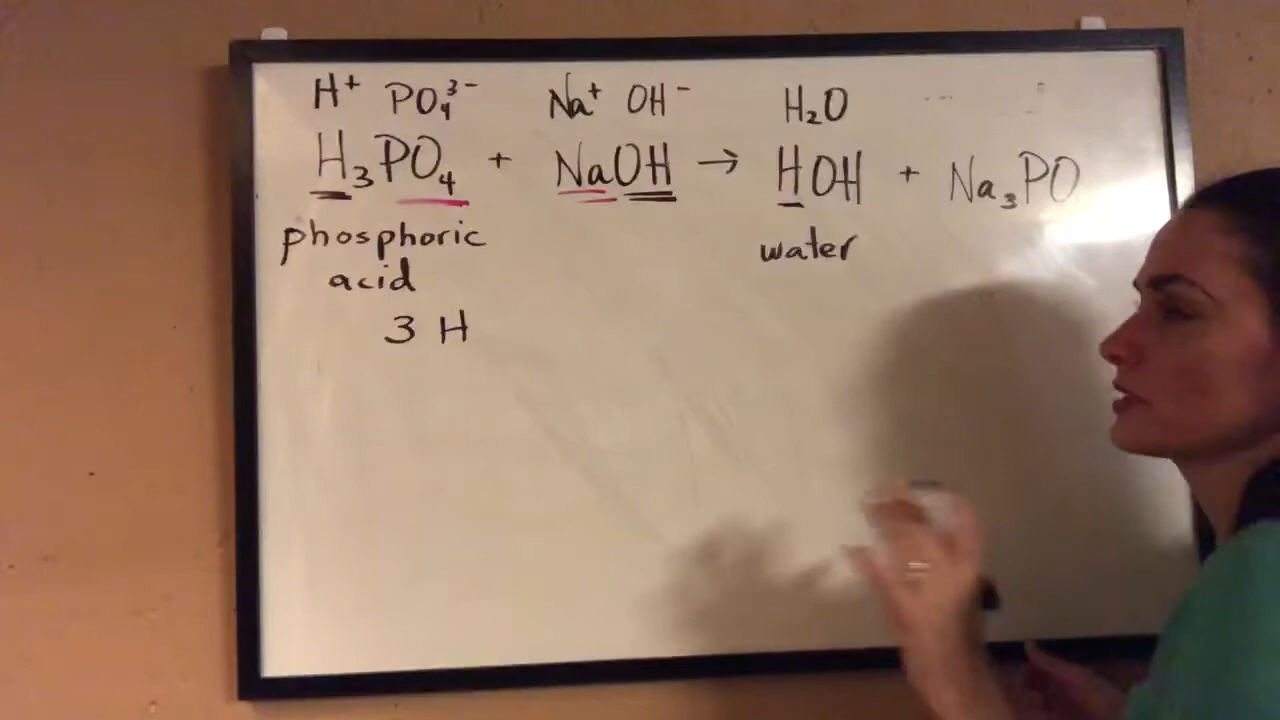 H⁺ PO₄³⁻ Na⁺ OH⁻ H₂O
H₃PO₄ + NaOH → HOH + Na₃PO
phosphoric water
acid
3 H